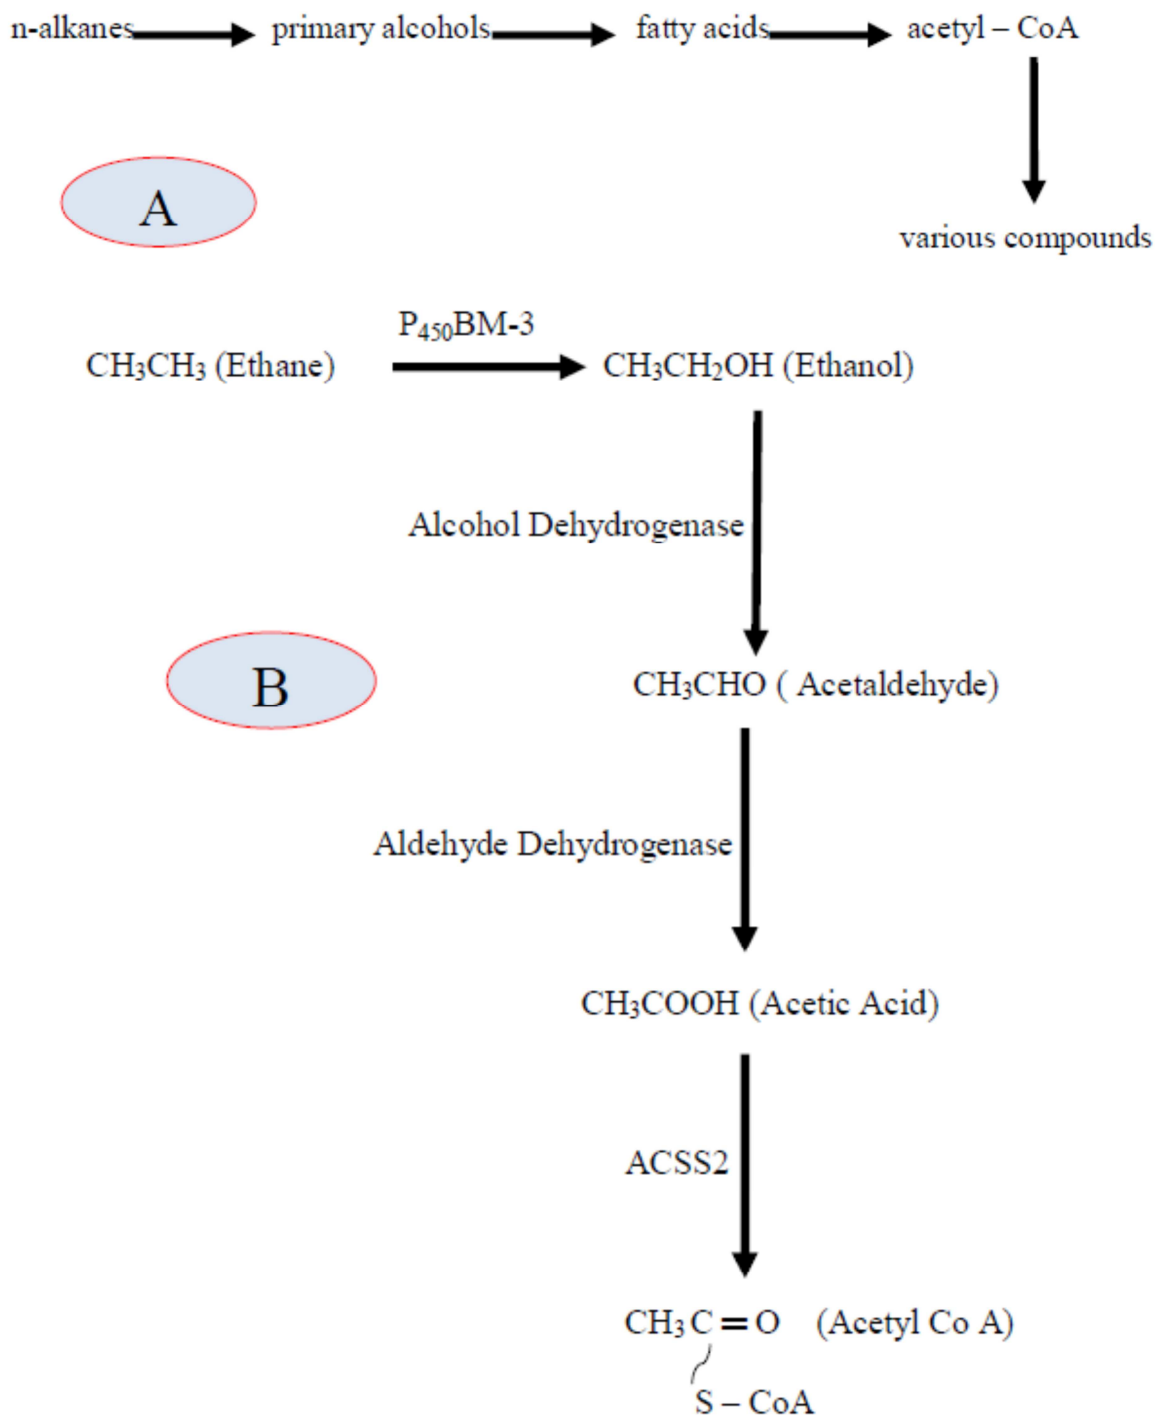 n-alkanes primary alcohols fatty acids acetyl – CoA
A
various compounds
P450BM-3
CH3CH3 (Ethane) CH3CH2OH (Ethanol)
Alcohol Dehydrogenase
B
CH3CHO ( Acetaldehyde)
Aldehyde Dehydrogenase
CH3COOH (Acetic Acid)
ACSS2
CH3 C = O (Acetyl Co A)
S – CoA